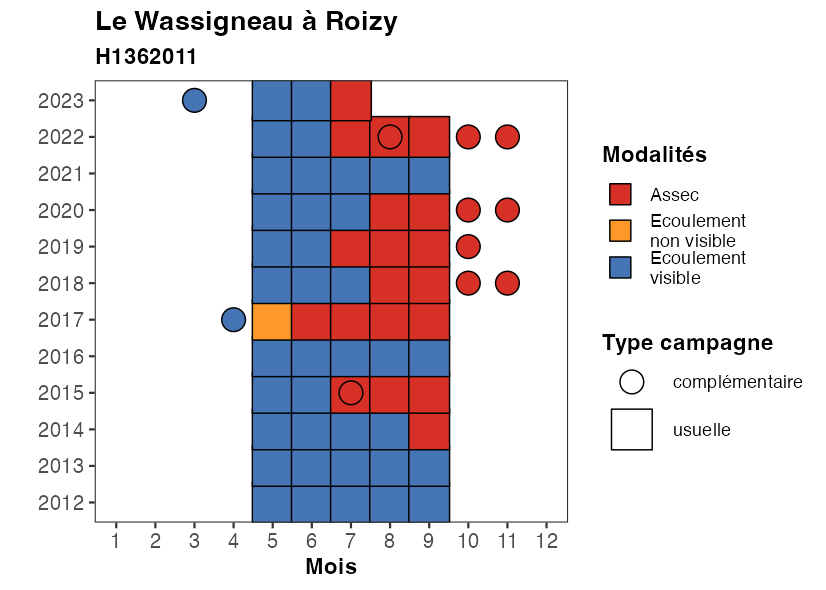 Le Wassigneau à Roizy
H1362011
2023
2022
2021
2020
2019
2018
2017
2016
2015
2014
2013
2012
1 2 3 4 5 6 7 8 9 10 11 12
Mois
Modalités
Assec
Ecoulement
non visible
Ecoulement
visible
Type campagne
complémentaire
usuelle